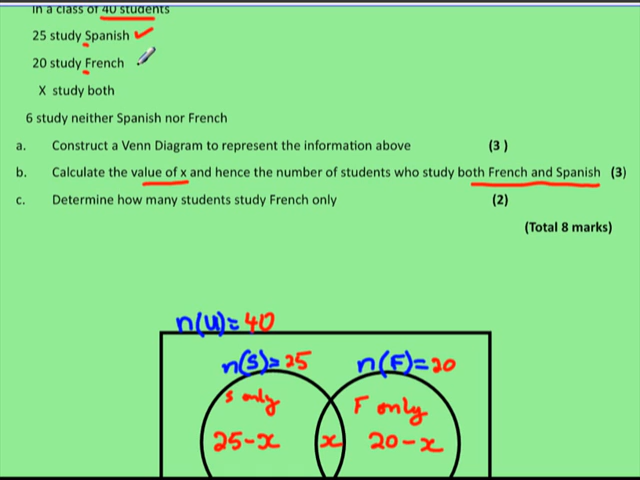 in a class of 40 students
25 study Spanish
20 study French
X study both
6 study neither Spanish nor French
a. Construct a Venn Diagram to represent the information above (3 )
b. Calculate the value of x and hence the number of students who study both French and Spanish (3)
c. Determine how many students study French only (2)
(Total 8 marks)
n(U)= 40
n(S)= 25 n(F)= 20
S only F only
25-x x 20-x